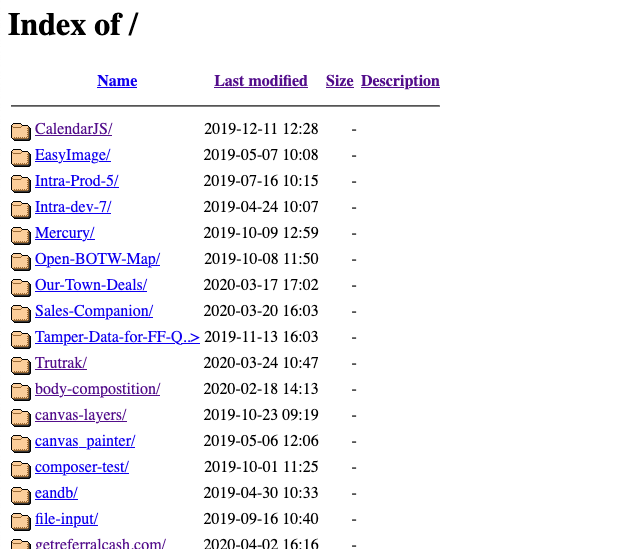 Index of /
Name Last modified Size Description
CalendarJS/ 2019-12-11 12:28 -
EasyImage/ 2019-05-07 10:08 -
Intra-Prod-5/ 2019-07-16 10:15 -
Intra-dev-7/ 2019-04-24 10:07 -
Mercury/ 2019-10-09 12:59 -
Open-BOTW-Map/ 2019-10-08 11:50 -
Our-Town-Deals/ 2020-03-17 17:02 -
Sales-Companion/ 2020-03-20 16:03 -
Tamper-Data-for-FF-Q..> 2019-11-13 16:03 -
Trutrak/ 2020-03-24 10:47 -
body-compostition/ 2020-02-18 14:13 -
canvas-layers/ 2019-10-23 09:19 -
canvas_painter/ 2019-05-06 12:06 -
composer-test/ 2019-10-01 11:25 -
eandb/ 2019-04-30 10:33 -
file-input/ 2019-09-16 10:40 -
getreferralcash.com/ 2020-04-02 16:16 -